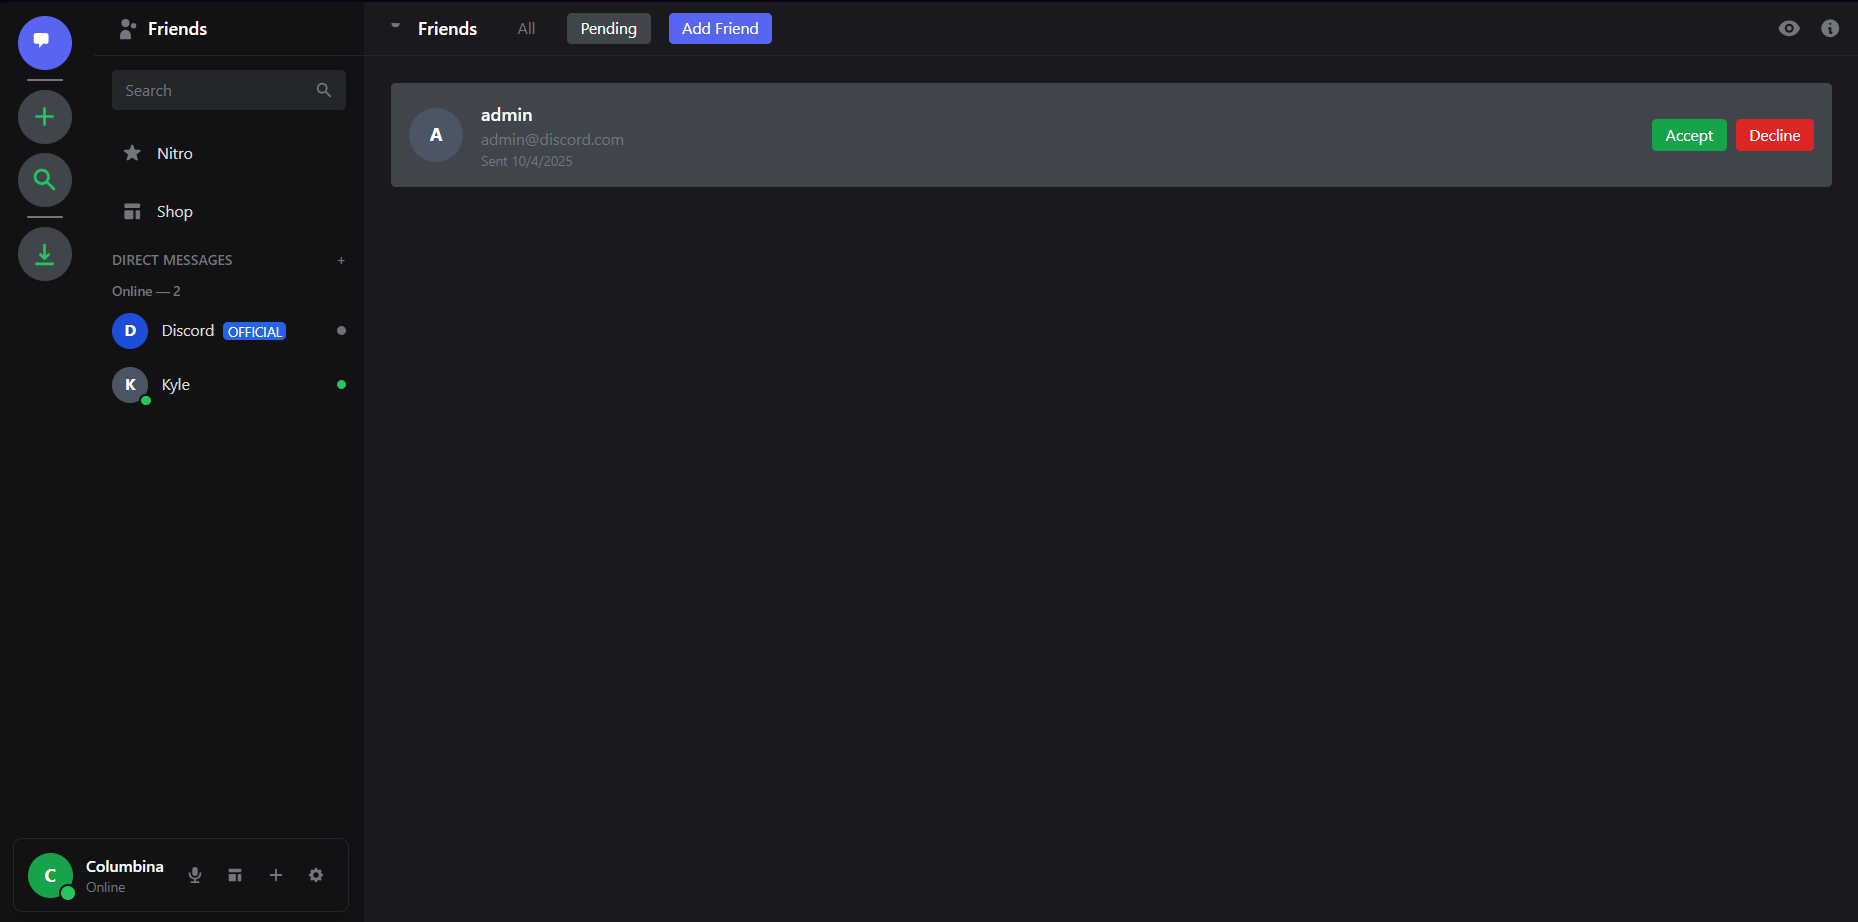 Friends
Search
Nitro
Shop
DIRECT MESSAGES +
Online — 2
D Discord OFFICIAL
K Kyle
C Columbina
Online
Friends All Pending Add Friend
A admin
admin@discord.com
Sent 10/4/2025
Accept Decline